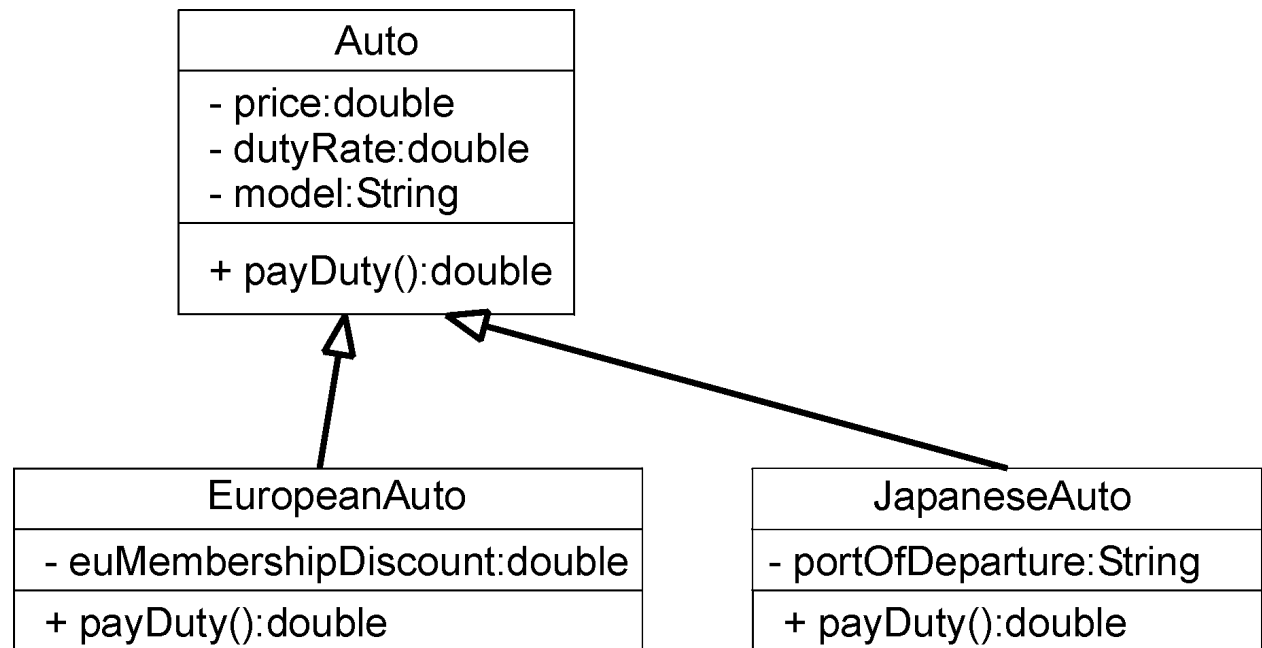 Auto
- price:double
- dutyRate:double
- model:String
+ payDuty():double
EuropeanAuto
- euMembershipDiscount:double
+ payDuty():double
JapaneseAuto
- portOfDeparture:String
+ payDuty():double